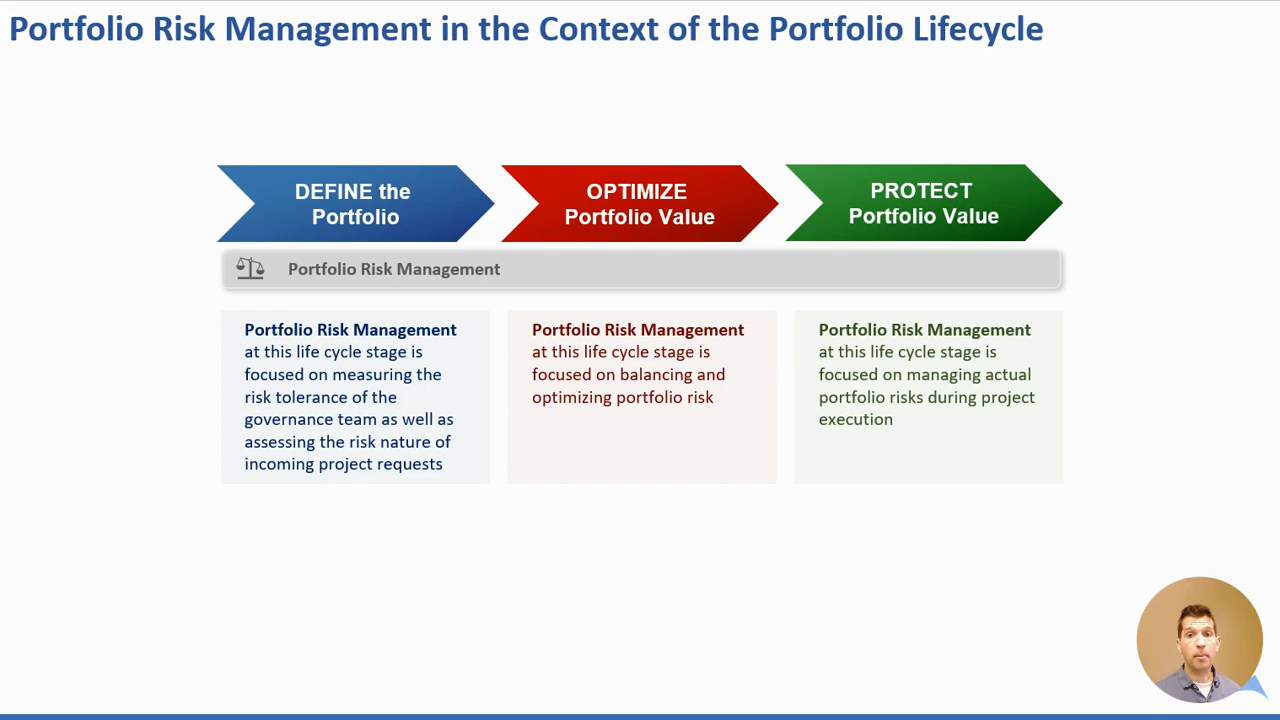 Portfolio Risk Management in the Context of the Portfolio Lifecycle
DEFINE the
Portfolio
OPTIMIZE
Portfolio Value
PROTECT
Portfolio Value
Portfolio Risk Management
Portfolio Risk Management
at this life cycle stage is
focused on measuring the
risk tolerance of the
governance team as well as
assessing the risk nature of
incoming project requests
Portfolio Risk Management
at this life cycle stage is
focused on balancing and
optimizing portfolio risk
Portfolio Risk Management
at this life cycle stage is
focused on managing actual
portfolio risks during project
execution